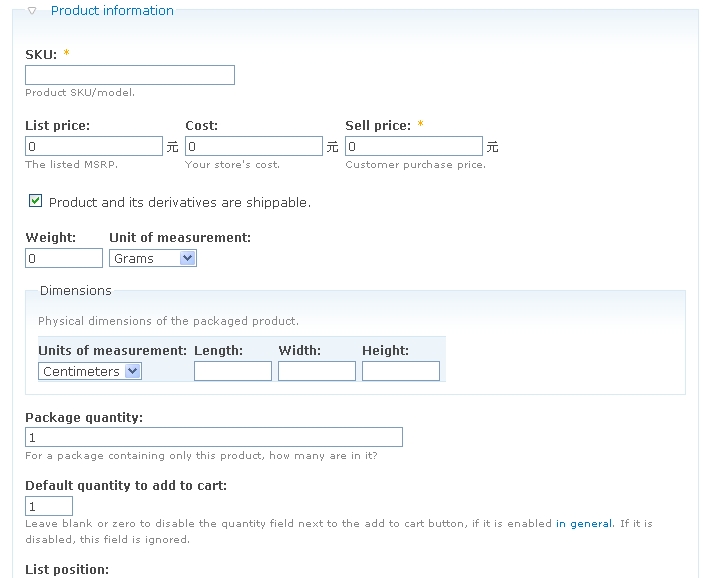 Product information
SKU: *
Product SKU/model.
List price: Cost: Sell price: *
0 元 0 元 0 元
The listed MSRP. Your store's cost. Customer purchase price.
Product and its derivatives are shippable.
Weight: Unit of measurement:
0 Grams
Dimensions
Physical dimensions of the packaged product.
Units of measurement: Length: Width: Height:
Centimeters
Package quantity:
1
For a package containing only this product, how many are in it?
Default quantity to add to cart:
1
Leave blank or zero to disable the quantity field next to the add to cart button, if it is enabled in general. If it is
disabled, this field is ignored.
List position: